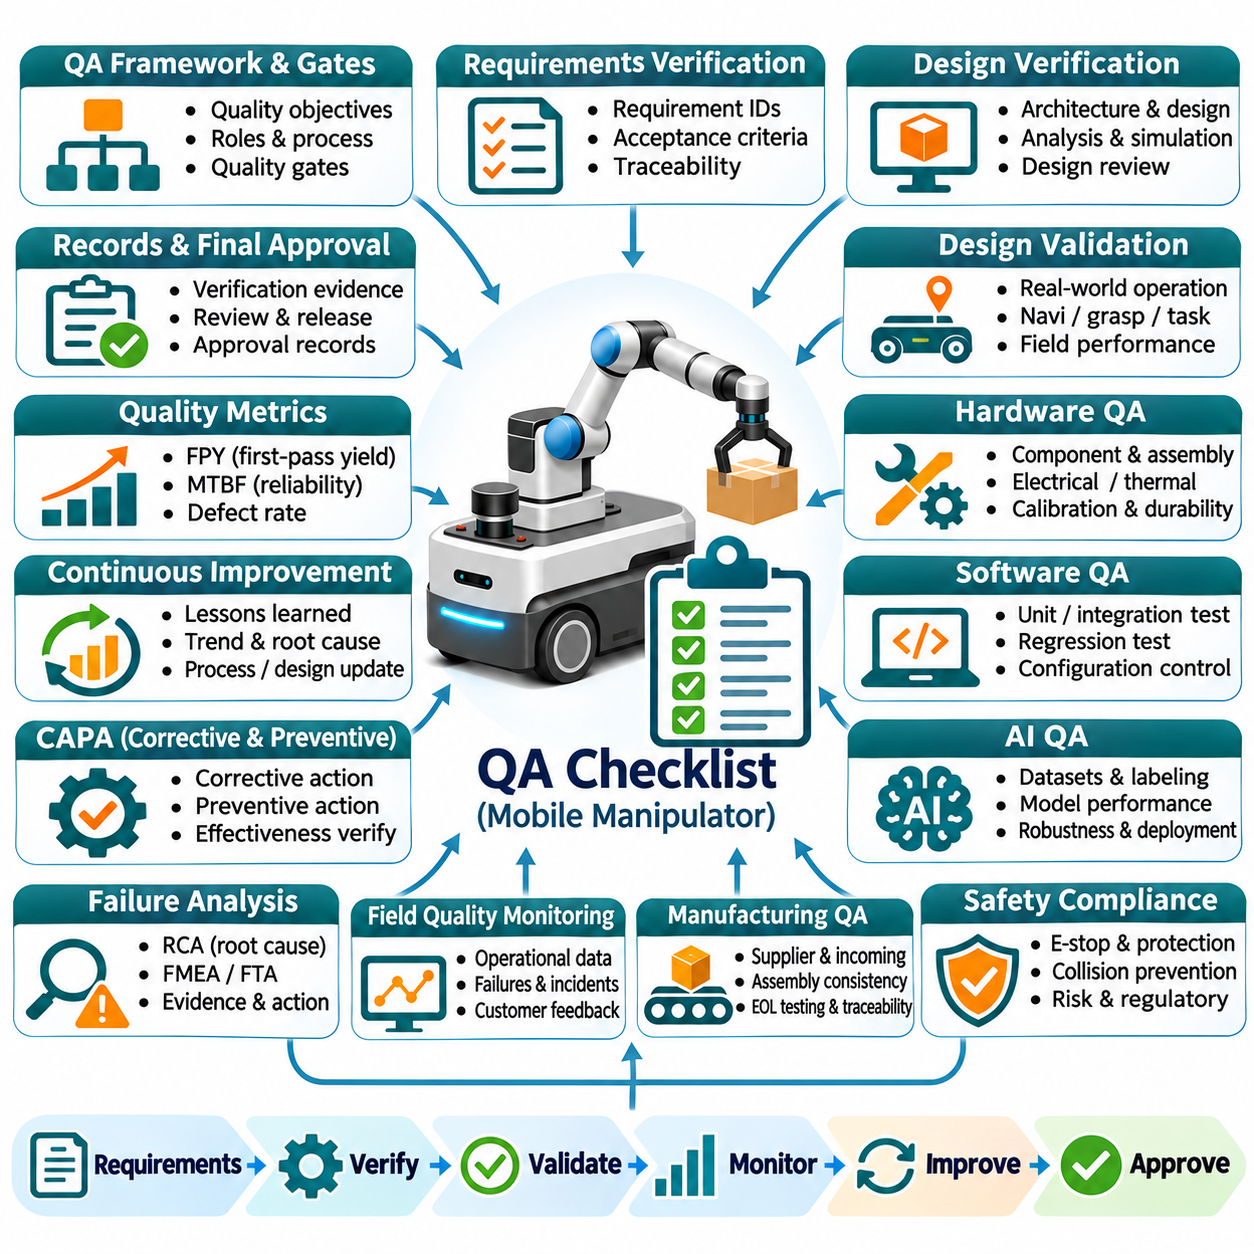 QA Framework & Gates
• Quality objectives
• Roles & process
• Quality gates
Requirements Verification
• Requirement IDs
• Acceptance criteria
• Traceability
Design Verification
• Architecture & design
• Analysis & simulation
• Design review
Records & Final Approval
• Verification evidence
• Review & release
• Approval records
Design Validation
• Real-world operation
• Navi / grasp / task
• Field performance
Quality Metrics
• FPY (first-pass yield)
• MTBF (reliability)
• Defect rate
Hardware QA
• Component & assembly
• Electrical / thermal
• Calibration & durability
Continuous Improvement
• Lessons learned
• Trend & root cause
• Process / design update
Software QA
</>
• Unit / integration test
• Regression test
• Configuration control
CAPA (Corrective & Preventive)
• Corrective action
• Preventive action
• Effectiveness verify
QA Checklist
(Mobile Manipulator)
AI QA
AI
• Datasets & labeling
• Model performance
• Robustness & deployment
Failure Analysis
• RCA (root cause)
• FMEA / FTA
• Evidence & action
Field Quality Monitoring
• Operational data
• Failures & incidents
• Customer feedback
Manufacturing QA
• Supplier & incoming
• Assembly consistency
• EOL testing & traceability
Safety Compliance
• E-stop & protection
• Collision prevention
• Risk & regulatory
Requirements
Verify
Validate
Monitor
Improve
Approve